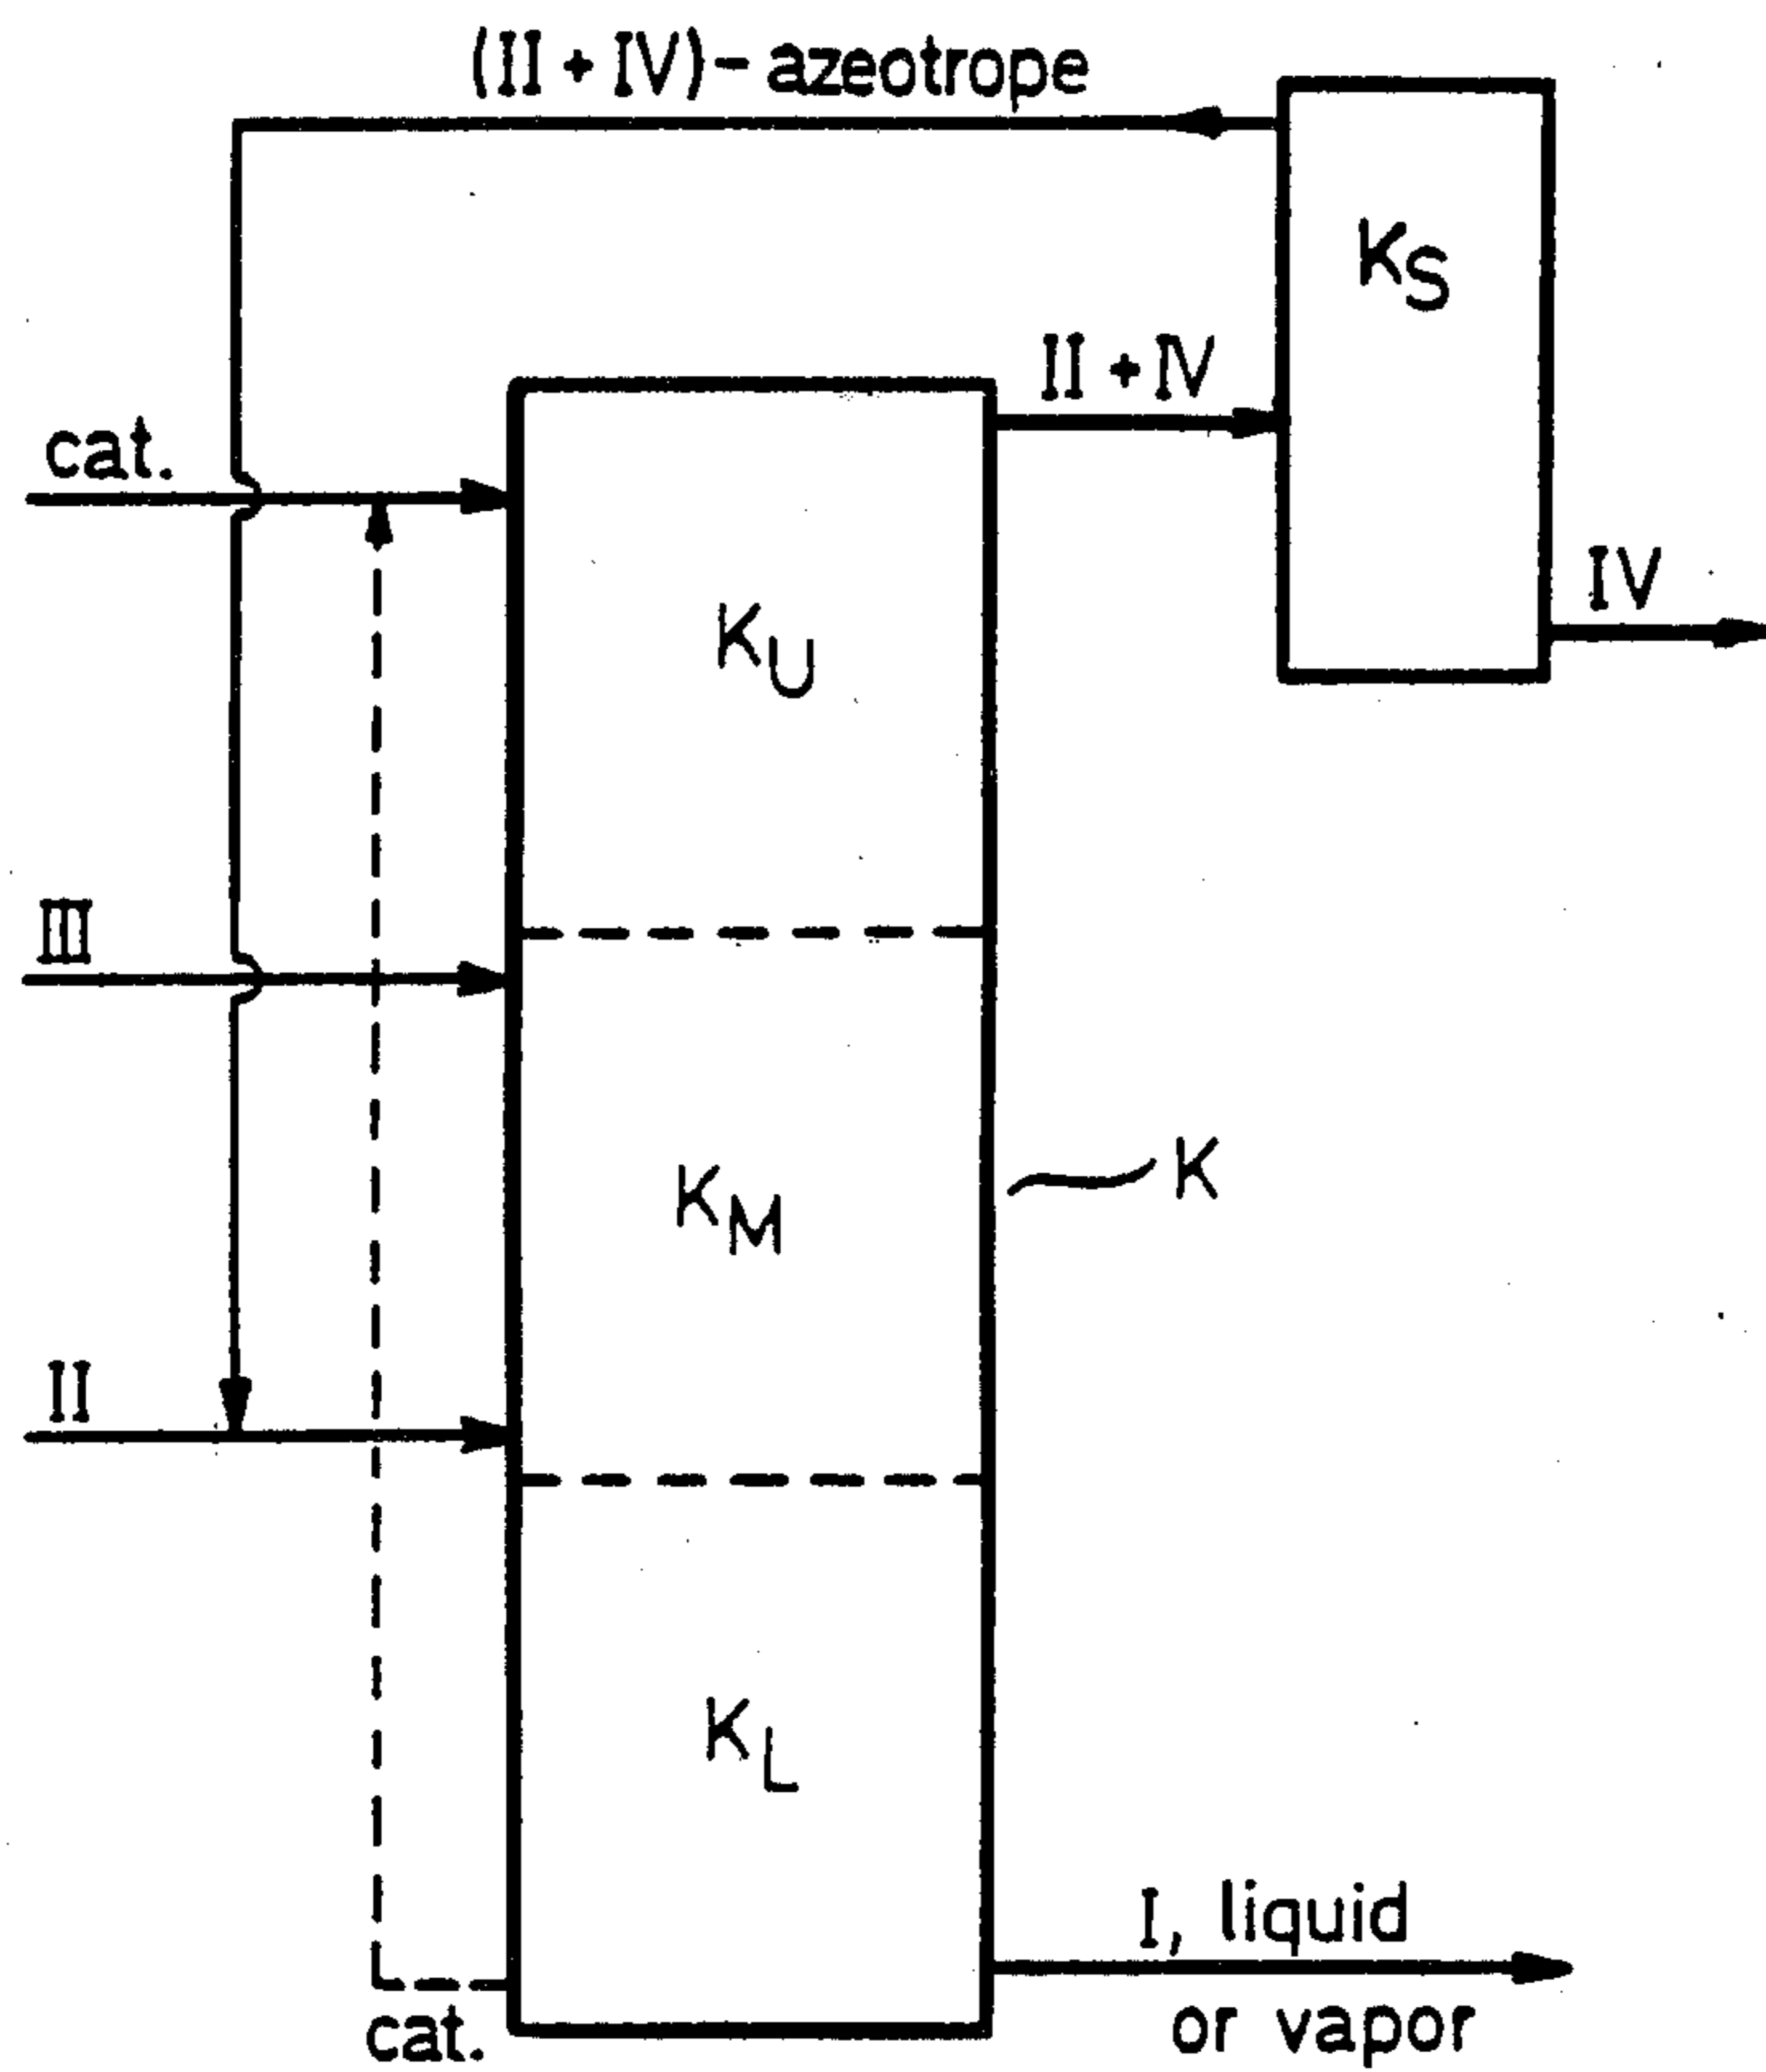 (II + IV) - azeotrope
K_S
II + IV
cat.
IV
K_U
III
K_M
K
II
K_L
I, liquid
or vapor
cat.